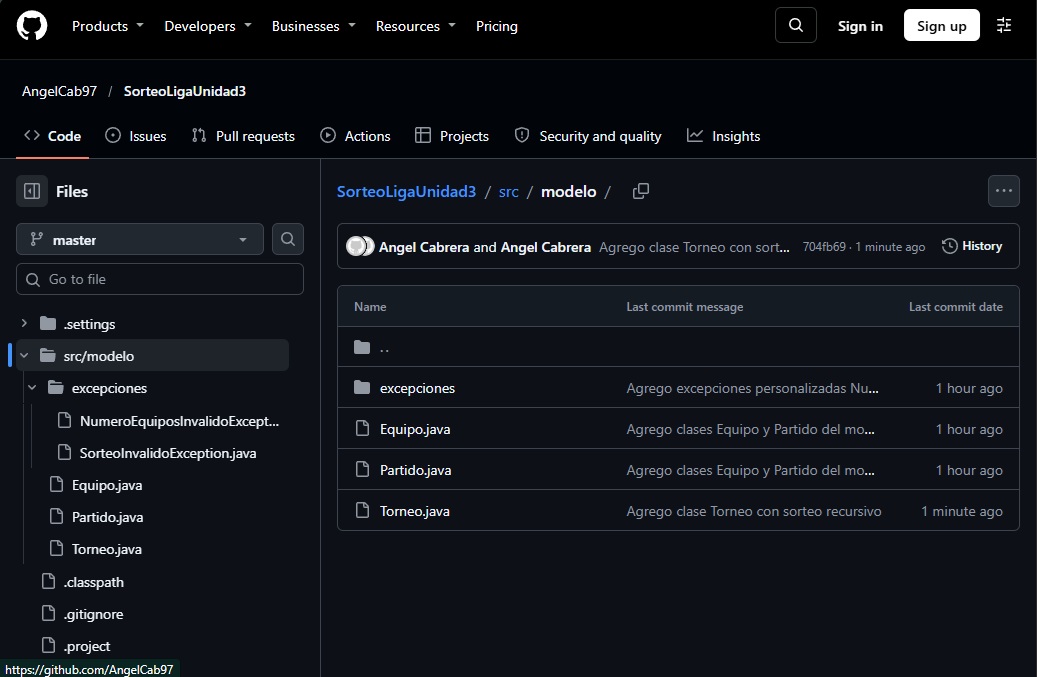 Products Developers Businesses Resources Pricing Sign in Sign up
AngelCab97 / SorteoLigaUnidad3
Code Issues Pull requests Actions Projects Security and quality Insights
Files
master
Go to file
.settings
src/modelo
excepciones
NumeroEquiposInvalidoExcept...
SorteoInvalidoException.java
Equipo.java
Partido.java
Torneo.java
.classpath
.gitignore
.project
https://github.com/AngelCab97
SorteoLigaUnidad3 / src / modelo /
Angel Cabrera and Angel Cabrera Agrego clase Torneo con sort... 704fb69 · 1 minute ago History
Name Last commit message Last commit date
..
excepciones Agrego excepciones personalizadas Nu... 1 hour ago
Equipo.java Agrego clases Equipo y Partido del mo... 1 hour ago
Partido.java Agrego clases Equipo y Partido del mo... 1 hour ago
Torneo.java Agrego clase Torneo con sorteo recursivo 1 minute ago